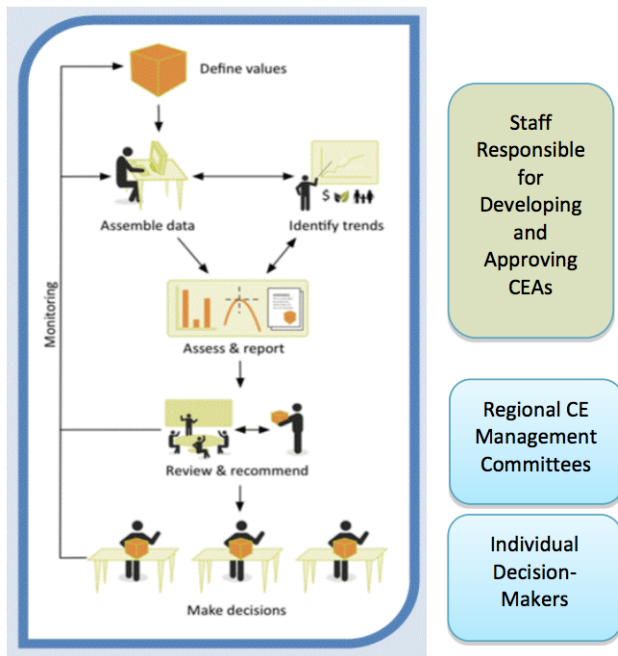 Define values
Assemble data
Identify trends
$
Monitoring
Assess & report
Review & recommend
Make decisions
Staff
Responsible
for
Developing
and
Approving
CEAs
Regional CE
Management
Committees
Individual
Decision-
Makers